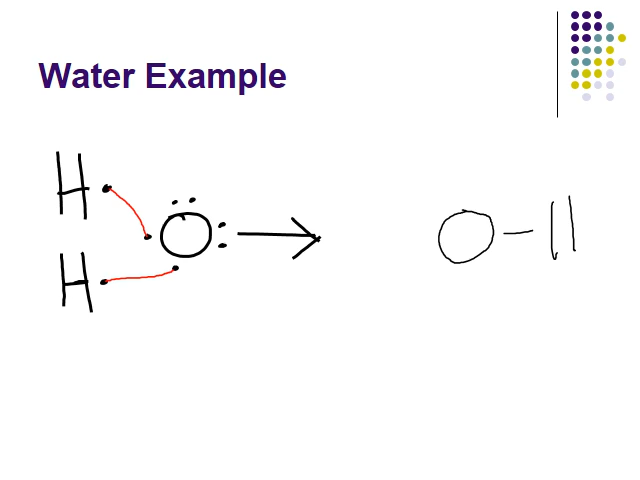 Water Example
H
H O → O - ||